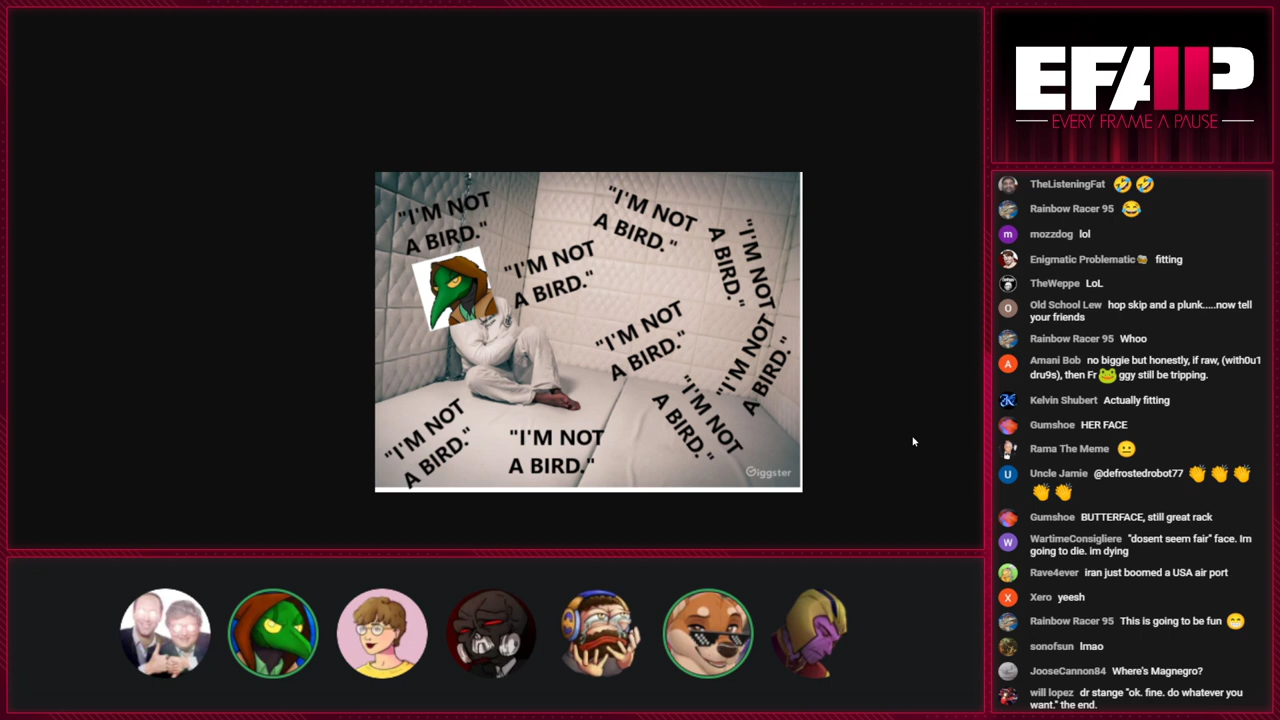 EFAP
EVERY FRAME A PAUSE
"I'M NOT
A BIRD."
"I'M NOT
A BIRD."
"I'M NOT
A BIRD."
"I'M NOT
A BIRD."
"I'M NOT
A BIRD."
"I'M NOT
A BIRD."
"I'M NOT
A BIRD."
"I'M NOT
A BIRD."
"I'M NOT
A BIRD."
Giggster
TheListeningFat 🤣 🤣
Rainbow Racer 95 😂
m
mozzdog lol
Enigmatic Problematic fitting
TheWeppe LoL
O
Old School Lew hop skip and a plunk.....now tell
your friends
Rainbow Racer 95 Whoo
A
Amani Bob no biggie but honestly, if raw, (with0u1
dru9s), then Fr🐸ggy still be tripping.
Kelvin Shubert Actually fitting
Gumshoe HER FACE
Rama The Meme 😐
U
Uncle Jamie @defrostedrobot77 👏 👏 👏
👏 👏
Gumshoe BUTTERFACE, still great rack
W
WartimeConsigliere "dosent seem fair" face. Im
going to die. im dying
Rave4ever iran just boomed a USA air port
X
Xero yeesh
Rainbow Racer 95 This is going to be fun 😁
sonofsun lmao
JooseCannon84 Where's Magnegro?
will lopez dr stange "ok. fine. do whatever you
want." the end.